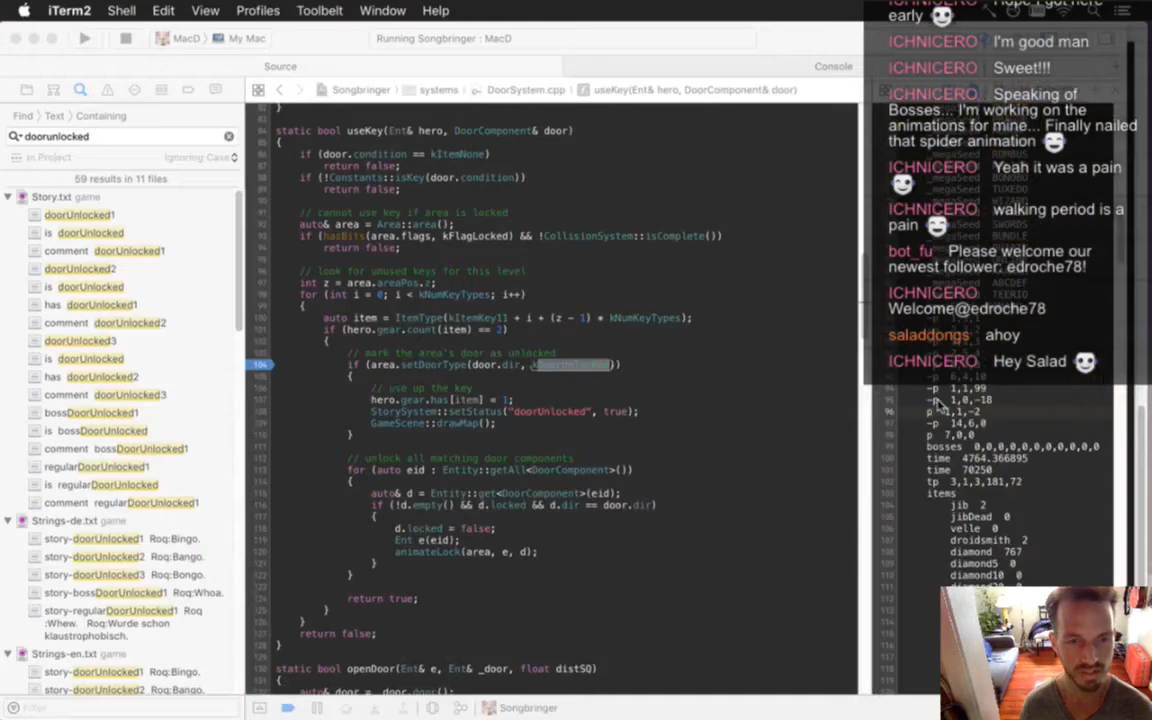 iTerm2 Shell Edit View Profiles Toolbelt Window Help
MacD My Mac Running Songbringer : MacD
Source Console
Songbringer systems DoorSystem.cpp useKey(Ent& hero, DoorComponent& door)
Find Text Containing
doorunlocked
In Project Ignoring Case
59 results in 11 files
Story.txt game
doorUnlocked1
is doorUnlocked
comment doorUnlocked1
doorUnlocked2
is doorUnlocked
has doorUnlocked1
comment doorUnlocked2
doorUnlocked3
is doorUnlocked
has doorUnlocked2
comment doorUnlocked3
bossDoorUnlocked1
is bossDoorUnlocked
comment bossDoorUnlocked1
regularDoorUnlocked1
is regularDoorUnlocked
comment regularDoorUnlocked1
Strings-de.txt game
story-doorUnlocked1 Roq:Bingo.
story-doorUnlocked2 Roq:Bango.
story-doorUnlocked3 Roq:Bongo.
story-bossDoorUnlocked1 Roq:Whoa.
story-regularDoorUnlocked1 Roq
:Whew. Roq:Wurde schon
klaustrophobisch.
Strings-en.txt game
story-doorUnlocked1 Roq:Bingo.
story-doorUnlocked2 Roq:Bango.
Filter
}
static bool useKey(Ent& hero, DoorComponent& door)
{
if (door.condition == kItemNone)
return false;
if (!Constants::isKey(door.condition))
return false;
// cannot use key if area is locked
auto& area = Area::area();
if (hasBits(area.flags, kFlagLocked) && !CollisionSystem::isComplete())
return false;
// look for unused keys for this level
int z = area.areaPos.z;
for (int i = 0; i < kNumKeyTypes; i++)
{
auto item = ItemType(kItemKey11 + i + (z - 1) * kNumKeyTypes);
if (hero.gear.count(item) == 2)
{
// mark the area's door as unlocked
104 if (area.setDoorType(door.dir, kDoorUnlocked))
{
// use up the key
hero.gear.has[item] = 1;
StorySystem::setStatus("doorUnlocked", true);
GameScene::drawMap();
}
// unlock all matching door components
for (auto eid : Entity::getAll<DoorComponent>())
{
auto& d = Entity::get<DoorComponent>(eid);
if (!d.empty() && d.locked && d.dir == door.dir)
{
d.locked = false;
Ent e(eid);
animateLock(area, e, d);
}
}
return true;
}
}
return false;
}
static bool openDoor(Ent& e, Ent& _door, float distSQ)
{
auto& door = _door.door();
Songbringer
early
ICHNICERO I'm good man
ICHNICERO Sweet!!!
ICHNICERO Speaking of
Bosses... I'm working on the
animations for mine... Finally nailed
that spider animation
ICHNICERO Yeah it was a pain
ICHNICERO walking period is a
pain
bot_fu Please welcome our
newest follower: edroche78!
ICHNICERO
Welcome@edroche78
saladdongs ahoy
ICHNICERO Hey Salad
-p 6,4,10
-p 1,1,99
-p 1,0,-18
p -1,1,-2
-p 14,6,0
p 7,0,0
bosses 0,0,0,0,0,0,0,0,0,0,0
time 4764.366895
time 70250
tp 3,1,3,181,72
items
jib 2
jibDead 0
velle 0
droidsmith 2
diamond 767
diamond5 0
diamond10 0